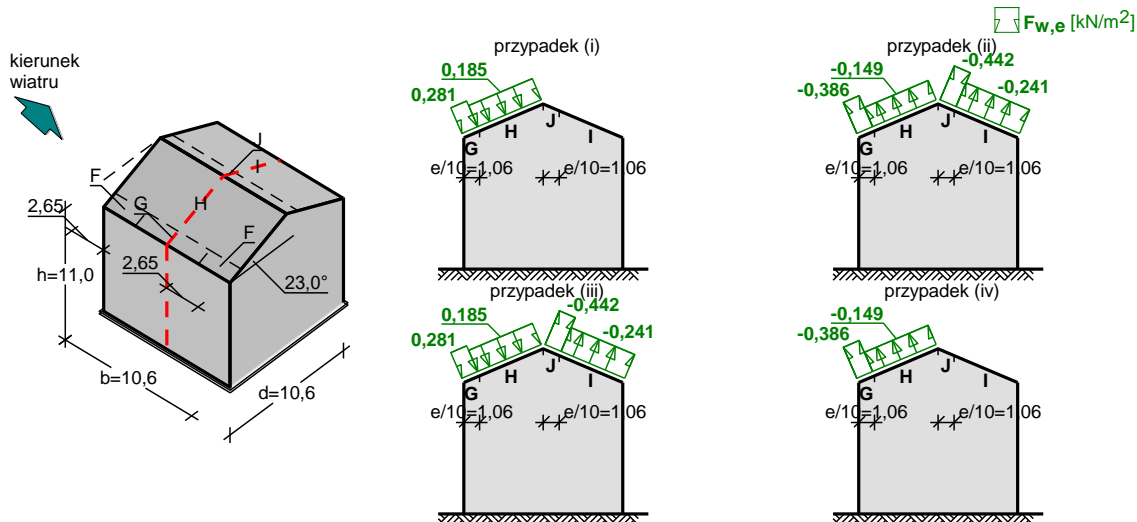 F w,e [kN/m2]
kierunek
wiatru
F
G
H
J
I
F
2,65
2,65
h=11,0
23,0°
b=10,6
d=10,6
przypadek (i)
0,281
0,185
G
H
J
I
e/10=1,06
e/10=1,06
przypadek (ii)
-0,386
-0,149
-0,442
-0,241
G
H
J
I
e/10=1,06
e/10=1,06
przypadek (iii)
0,281
0,185
-0,442
-0,241
G
H
J
I
e/10=1,06
e/10=1,06
przypadek (iv)
-0,386
-0,149
G
H
J
I
e/10=1,06
e/10=1,06